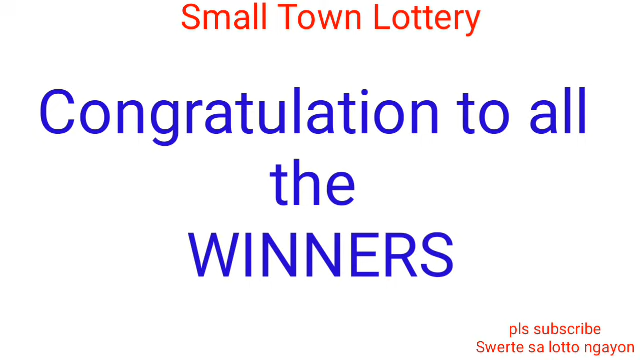 Small Town Lottery
Congratulation to all
the
WINNERS
pls subscribe
Swerte sa lotto ngayon